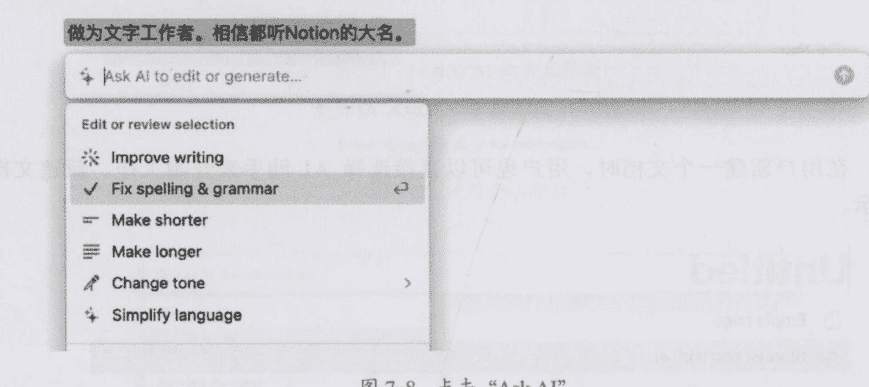 做为文字工作者。相信都听Notion的大名。
Ask AI to edit or generate...
Edit or review selection
Improve writing
Fix spelling & grammar
Make shorter
Make longer
Change tone
Simplify language
图 7-8 点击 “Ask AI”